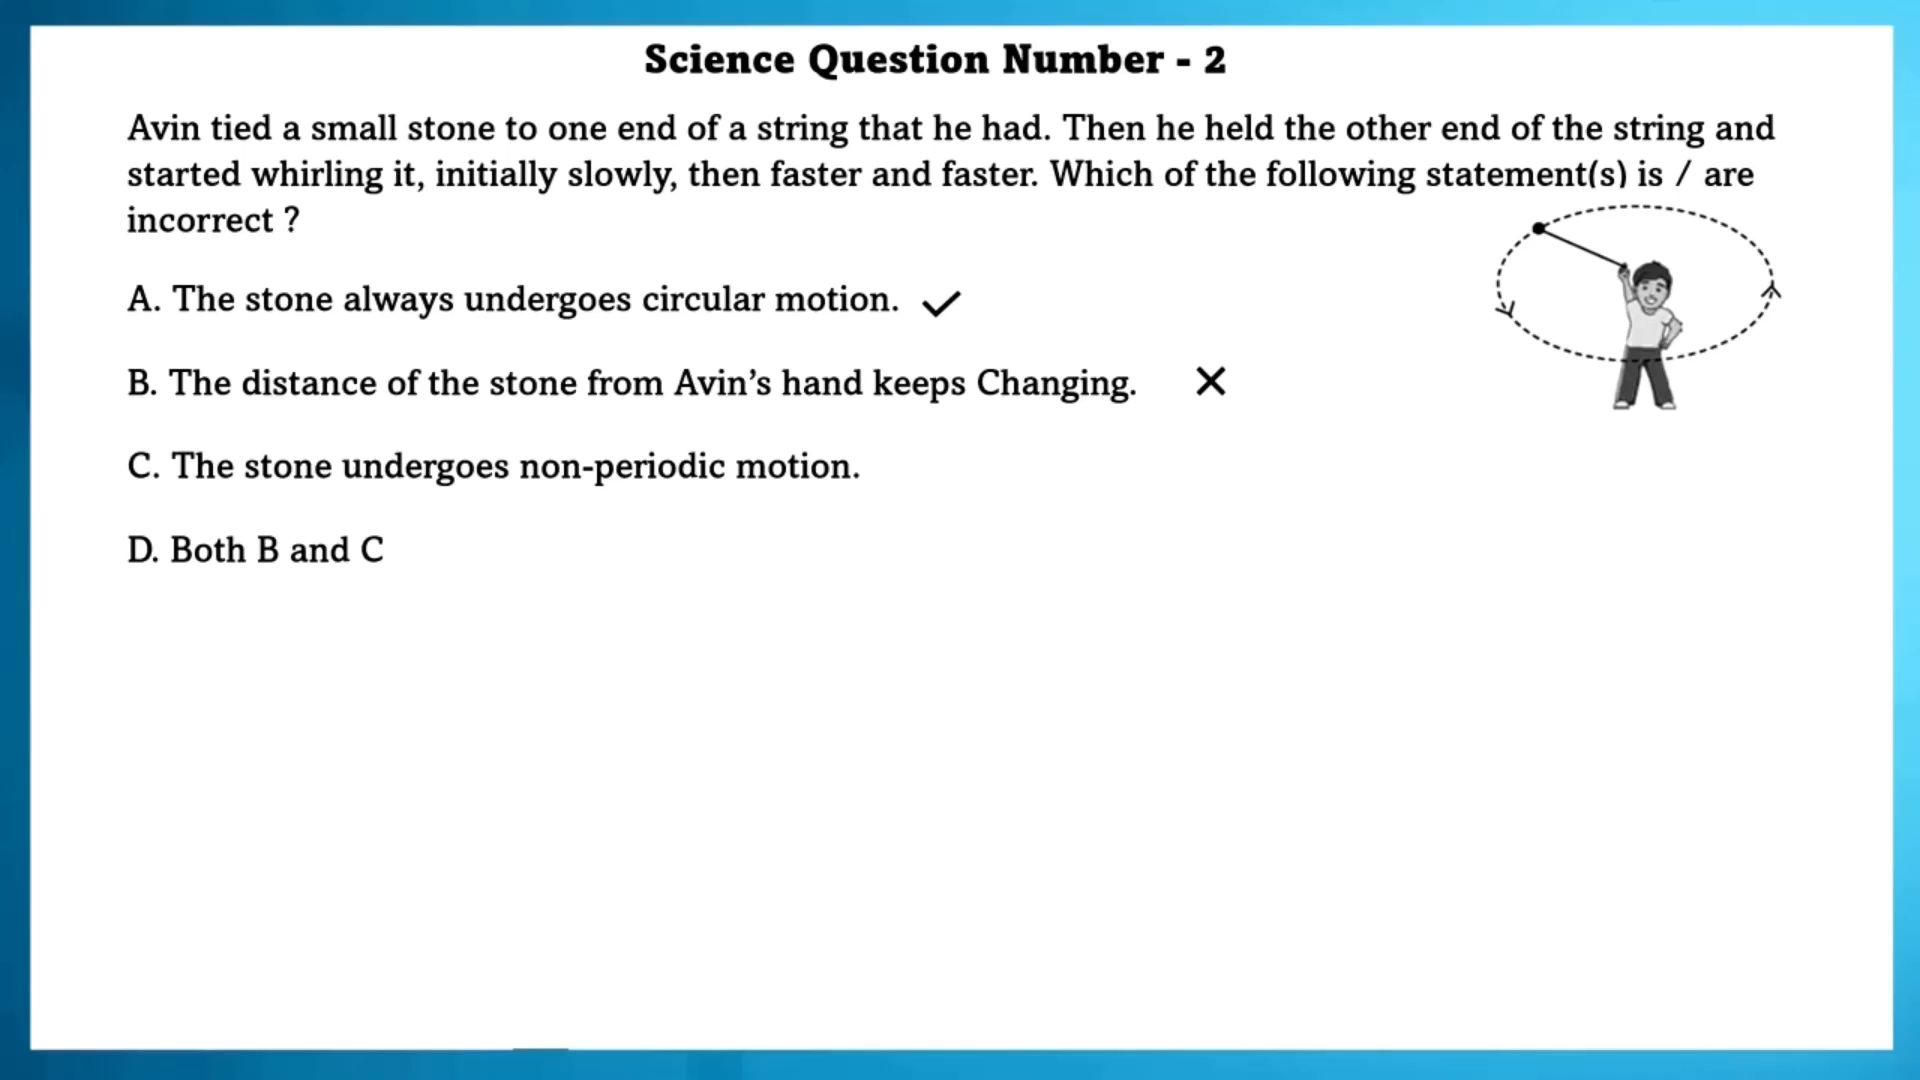 Science Question Number - 2
Avin tied a small stone to one end of a string that he had. Then he held the other end of the string and
started whirling it, initially slowly, then faster and faster. Which of the following statement(s) is / are
incorrect ?
A. The stone always undergoes circular motion. ✓
B. The distance of the stone from Avin’s hand keeps Changing. ✕
C. The stone undergoes non-periodic motion.
D. Both B and C